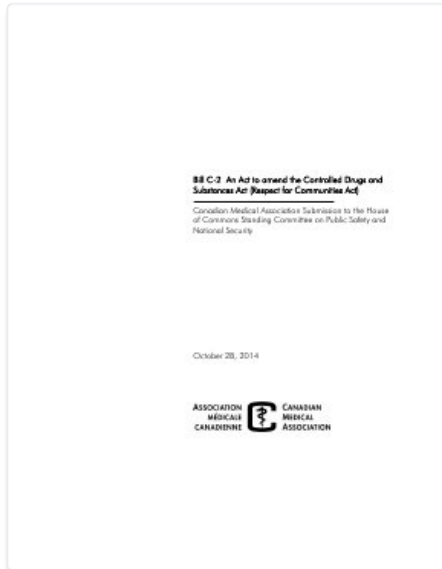 Bill C-2 An Act to amend the Controlled Drugs and
Substances Act (Respect for Communities Act)
Canadian Medical Association Submission to the House
of Commons Standing Committee on Public Safety and
National Security
October 28, 2014
ASSOCIATION
MÉDICALE
CANADIENNE
CANADIAN
MEDICAL
ASSOCIATION